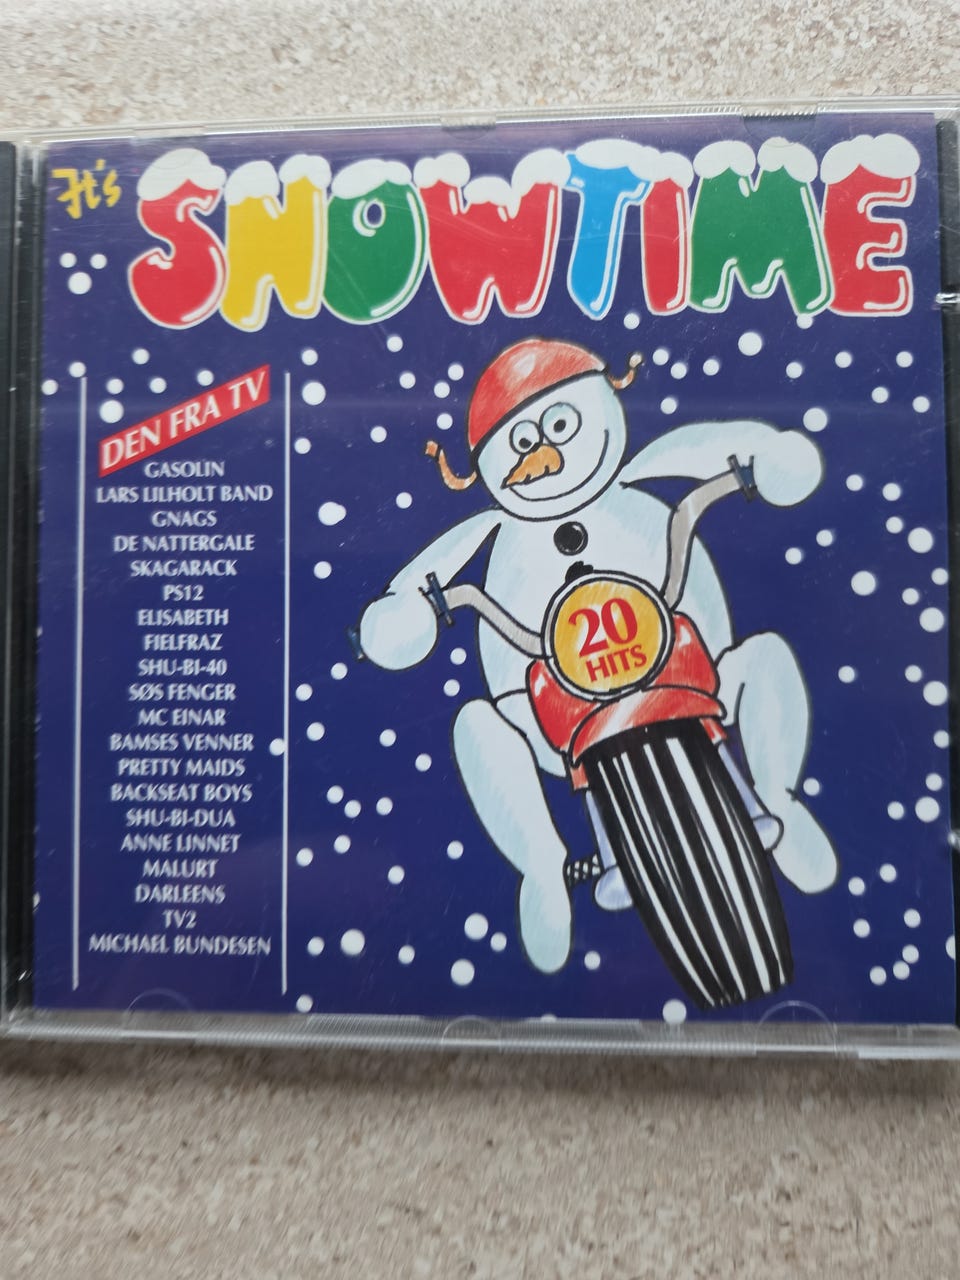 It's
SNOWTIME
DEN FRA TV
GASOLIN
LARS LILHOLT BAND
GNAGS
DE NATTERGALE
SKAGARACK
PS12
ELISABETH
FIELFRAZ
SHU-BI-40
SØS FENGER
MC EINAR
BAMSES VENNER
PRETTY MAIDS
BACKSEAT BOYS
SHU-BI-DUA
ANNE LINNET
MALURT
DARLEENS
TV2
MICHAEL BUNDESEN
20
HITS